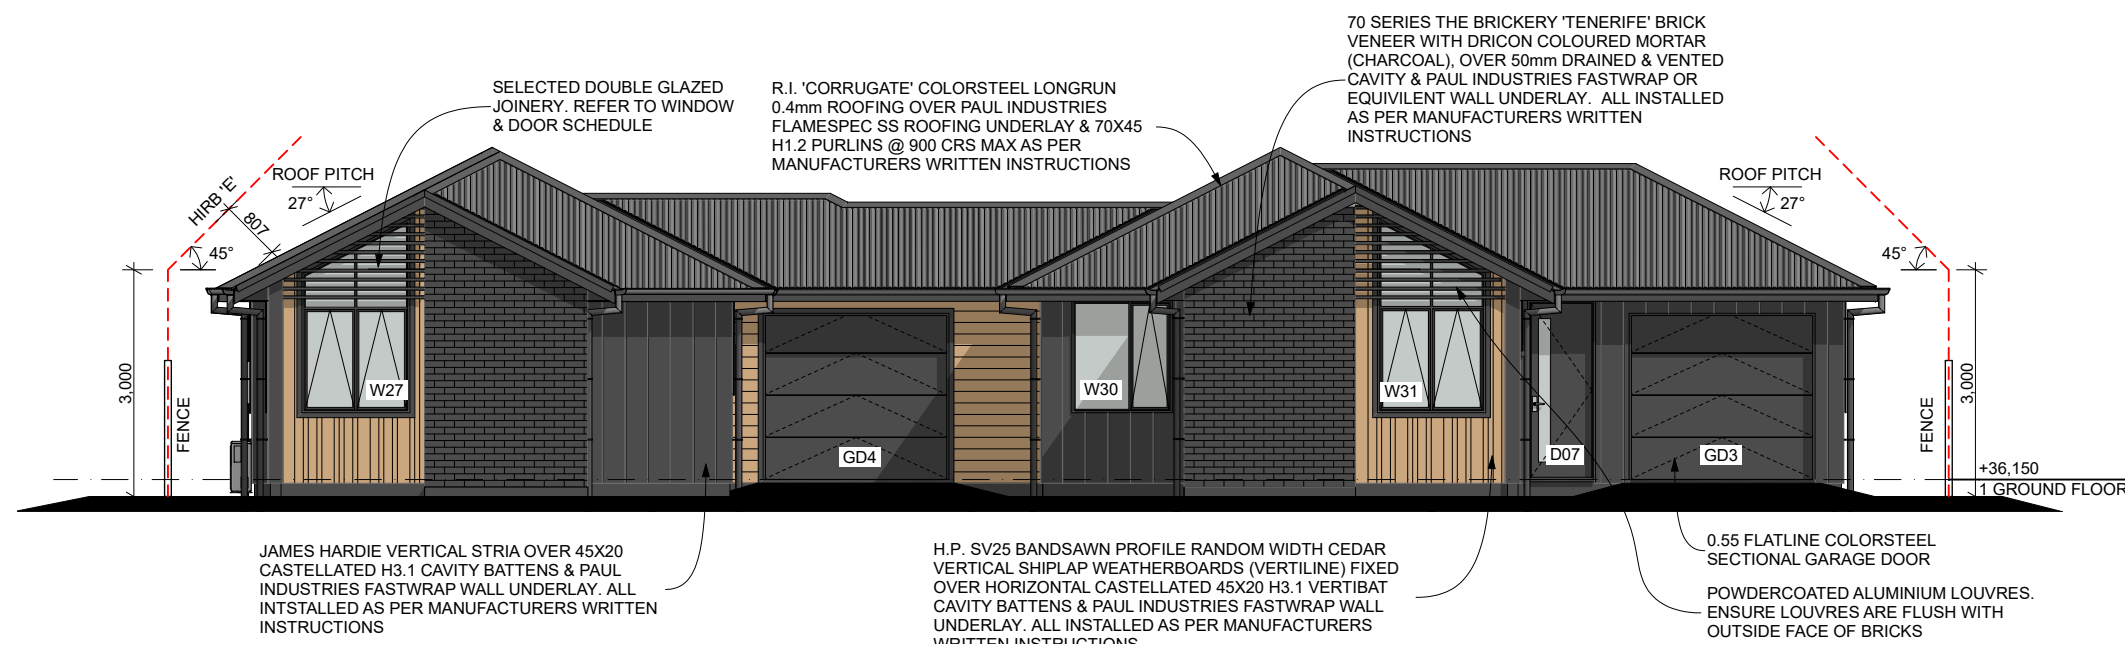 70 SERIES THE BRICKERY 'TENERIFE' BRICK
VENEER WITH DRICON COLOURED MORTAR
(CHARCOAL), OVER 50mm DRAINED & VENTED
CAVITY & PAUL INDUSTRIES FASTWRAP OR
EQUIVILENT WALL UNDERLAY.  ALL INSTALLED
AS PER MANUFACTURERS WRITTEN
INSTRUCTIONS
SELECTED DOUBLE GLAZED
JOINERY. REFER TO WINDOW
& DOOR SCHEDULE
R.I. 'CORRUGATE' COLORSTEEL LONGRUN
0.4mm ROOFING OVER PAUL INDUSTRIES
FLAMESPEC SS ROOFING UNDERLAY & 70X45
H1.2 PURLINS @ 900 CRS MAX AS PER
MANUFACTURERS WRITTEN INSTRUCTIONS
ROOF PITCH
27°
HIRB 'E'
807
45°
ROOF PITCH
27°
45°
3,000
FENCE
W27
GD4
W30
W31
D07
GD3
FENCE
3,000
+36,150
1 GROUND FLOOR
JAMES HARDIE VERTICAL STRIA OVER 45X20
CASTELLATED H3.1 CAVITY BATTENS & PAUL
INDUSTRIES FASTWRAP WALL UNDERLAY. ALL
INTSTALLED AS PER MANUFACTURERS WRITTEN
INSTRUCTIONS
H.P. SV25 BANDSAWN PROFILE RANDOM WIDTH CEDAR
VERTICAL SHIPLAP WEATHERBOARDS (VERTILINE) FIXED
OVER HORIZONTAL CASTELLATED 45X20 H3.1 VERTIBAT
CAVITY BATTENS & PAUL INDUSTRIES FASTWRAP WALL
UNDERLAY. ALL INSTALLED AS PER MANUFACTURERS
WRITTEN INSTRUCTIONS
0.55 FLATLINE COLORSTEEL
SECTIONAL GARAGE DOOR
POWDERCOATED ALUMINIUM LOUVRES.
ENSURE LOUVRES ARE FLUSH WITH
OUTSIDE FACE OF BRICKS